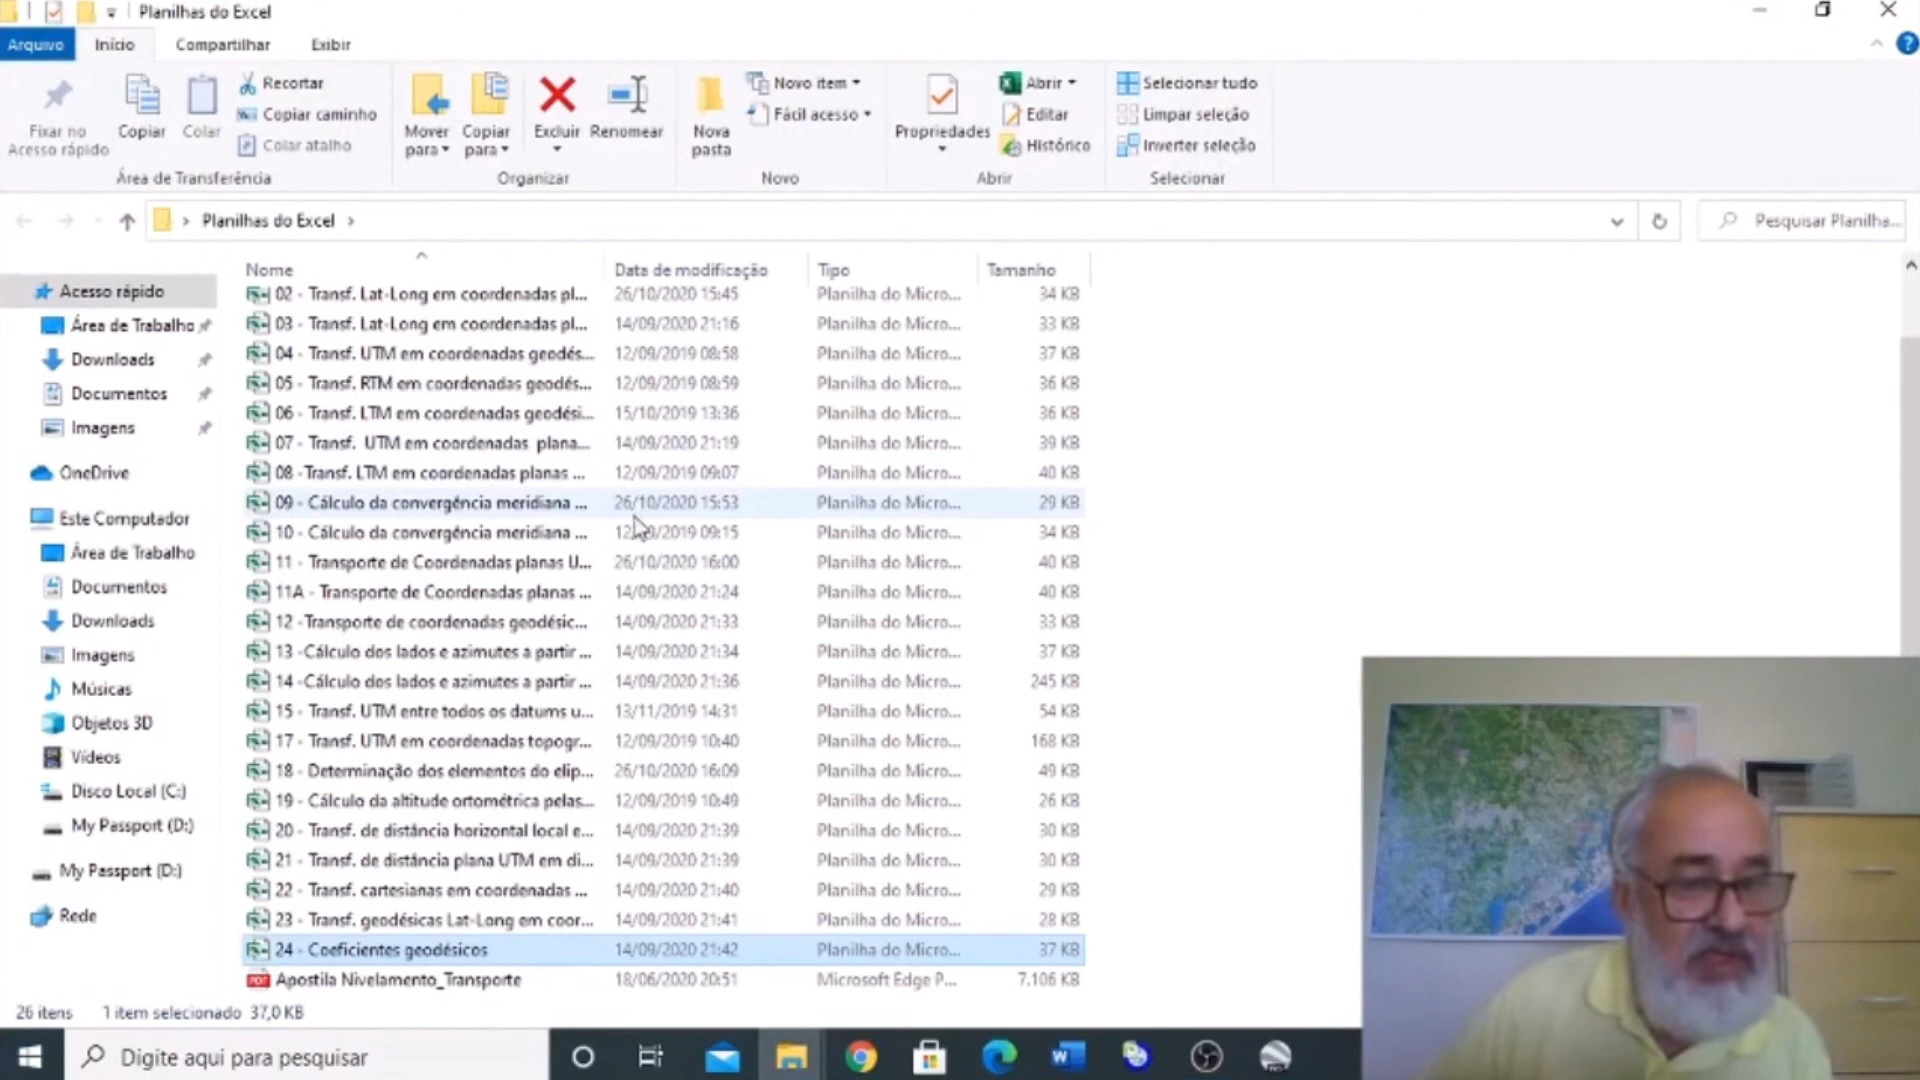 Planilhas do Excel
Arquivo Início Compartilhar Exibir
Fixar no Acesso rápido
Copiar
Colar
Recortar
Copiar caminho
Colar atalho
Área de Transferência
Mover para
Copiar para
Excluir
Renomear
Organizar
Nova pasta
Novo item
Fácil acesso
Novo
Propriedades
Abrir
Editar
Histórico
Abrir
Selecionar tudo
Limpar seleção
Inverter seleção
Selecionar
Planilhas do Excel
Pesquisar Planilha...
Acesso rápido
Área de Trabalho
Downloads
Documentos
Imagens
OneDrive
Este Computador
Área de Trabalho
Documentos
Downloads
Imagens
Músicas
Objetos 3D
Vídeos
Disco Local (C:)
My Passport (D:)
My Passport (D:)
Rede
Nome Data de modificação Tipo Tamanho
02 - Transf. Lat-Long em coordenadas pl... 26/10/2020 15:45 Planilha do Micro... 34 KB
03 - Transf. Lat-Long em coordenadas pl... 14/09/2020 21:16 Planilha do Micro... 33 KB
04 - Transf. UTM em coordenadas geodés... 12/09/2019 08:58 Planilha do Micro... 37 KB
05 - Transf. RTM em coordenadas geodés... 12/09/2019 08:59 Planilha do Micro... 36 KB
06 - Transf. LTM em coordenadas geodési... 15/10/2019 13:36 Planilha do Micro... 36 KB
07 - Transf. UTM em coordenadas plana... 14/09/2020 21:19 Planilha do Micro... 39 KB
08 -Transf. LTM em coordenadas planas ... 12/09/2019 09:07 Planilha do Micro... 40 KB
09 - Cálculo da convergência meridiana ... 26/10/2020 15:53 Planilha do Micro... 29 KB
10 - Cálculo da convergência meridiana ... 12/09/2019 09:15 Planilha do Micro... 34 KB
11 - Transporte de Coordenadas planas U... 26/10/2020 16:00 Planilha do Micro... 40 KB
11A - Transporte de Coordenadas planas ... 14/09/2020 21:24 Planilha do Micro... 40 KB
12 -Transporte de coordenadas geodésic... 14/09/2020 21:33 Planilha do Micro... 33 KB
13 -Cálculo dos lados e azimutes a partir ... 14/09/2020 21:34 Planilha do Micro... 37 KB
14 -Cálculo dos lados e azimutes a partir ... 14/09/2020 21:36 Planilha do Micro... 245 KB
15 - Transf. UTM entre todos os datums u... 13/11/2019 14:31 Planilha do Micro... 54 KB
17 - Transf. UTM em coordenadas topogr... 12/09/2019 10:40 Planilha do Micro... 168 KB
18 - Determinação dos elementos do elip... 26/10/2020 16:09 Planilha do Micro... 49 KB
19 - Cálculo da altitude ortométrica pelas... 12/09/2019 10:49 Planilha do Micro... 26 KB
20 - Transf. de distância horizontal local e... 14/09/2020 21:39 Planilha do Micro... 30 KB
21 - Transf. de distância plana UTM em di... 14/09/2020 21:39 Planilha do Micro... 30 KB
22 - Transf. cartesianas em coordenadas ... 14/09/2020 21:40 Planilha do Micro... 29 KB
23 - Transf. geodésicas Lat-Long em coor... 14/09/2020 21:41 Planilha do Micro... 28 KB
24 - Coeficientes geodésicos 14/09/2020 21:42 Planilha do Micro... 37 KB
Apostila Nivelamento_Transporte 18/06/2020 20:51 Microsoft Edge P... 7.106 KB
26 itens 1 item selecionado 37,0 KB
Digite aqui para pesquisar